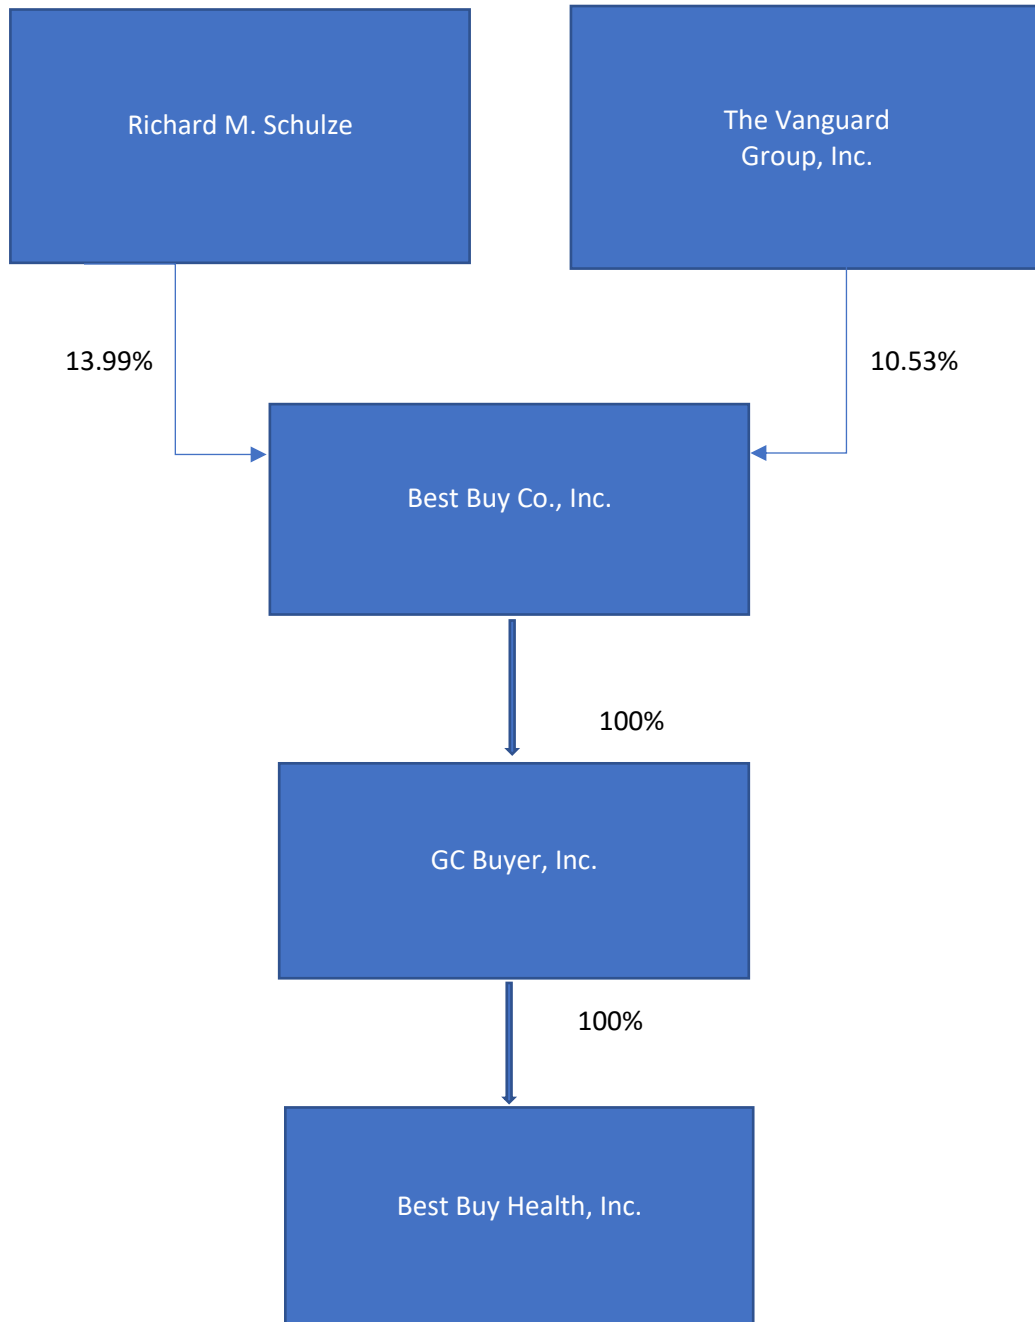 Richard M. Schulze
The Vanguard
Group, Inc.
13.99%
10.53%
Best Buy Co., Inc.
100%
GC Buyer, Inc.
100%
Best Buy Health, Inc.